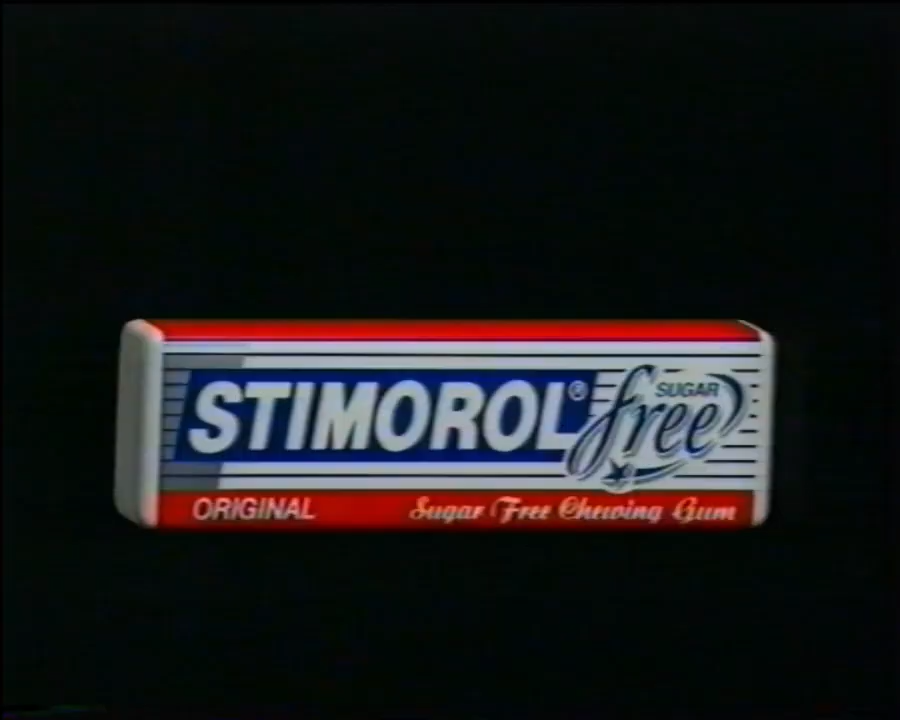 STIMOROL®
SUGAR
free
ORIGINAL
Sugar Free Chewing Gum